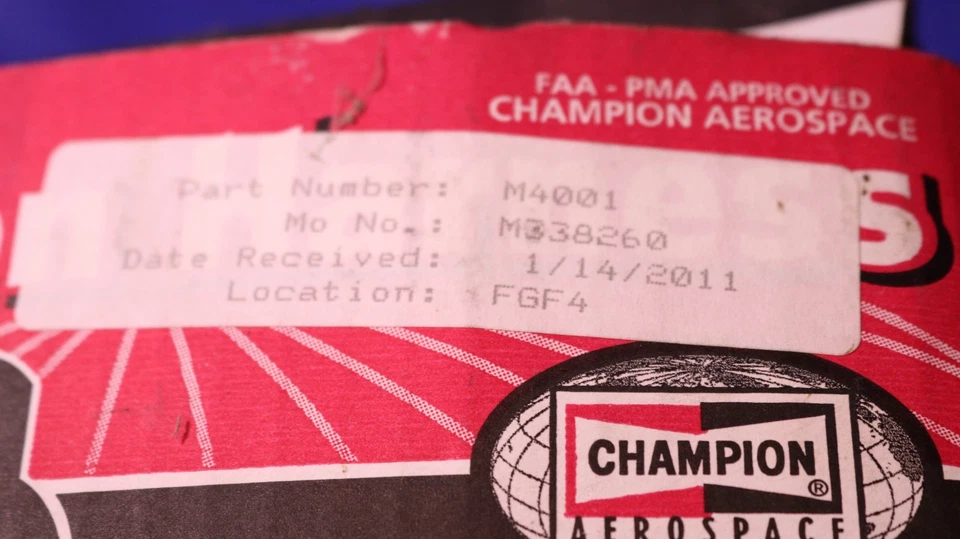 FAA - PMA APPROVED
CHAMPION AEROSPACE
Part Number: M4001
Mo No.: M338260
Date Received: 1/14/2011
Location: FGF4
CHAMPION
®
AEROSPACE